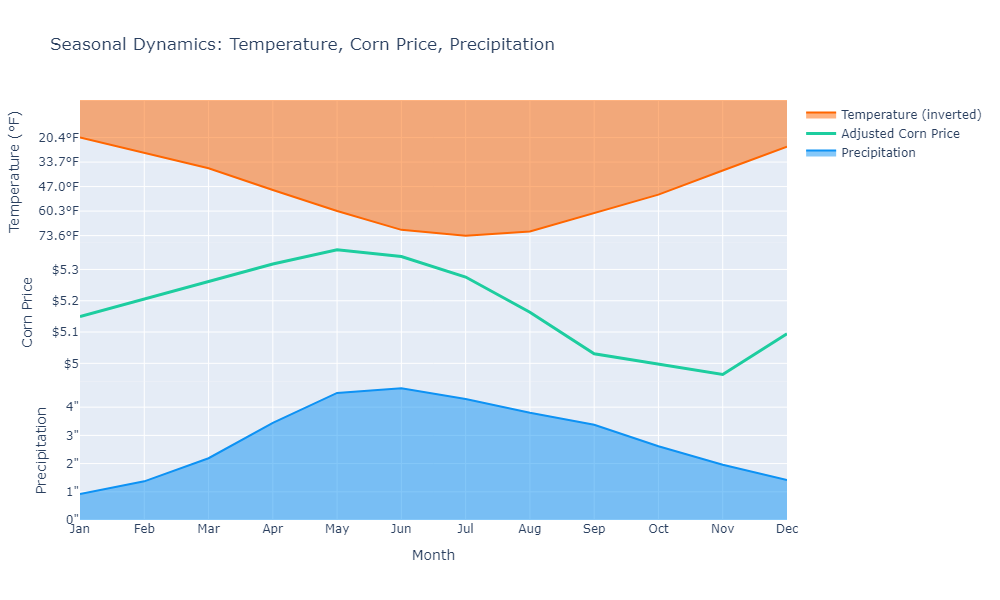 Seasonal Dynamics: Temperature, Corn Price, Precipitation
Temperature (°F)
20.4°F
33.7°F
47.0°F
60.3°F
73.6°F
Corn Price
$5.3
$5.2
$5.1
$5
Precipitation
4"
3"
2"
1"
0"
Jan Feb Mar Apr May Jun Jul Aug Sep Oct Nov Dec
Month
Temperature (inverted)
Adjusted Corn Price
Precipitation